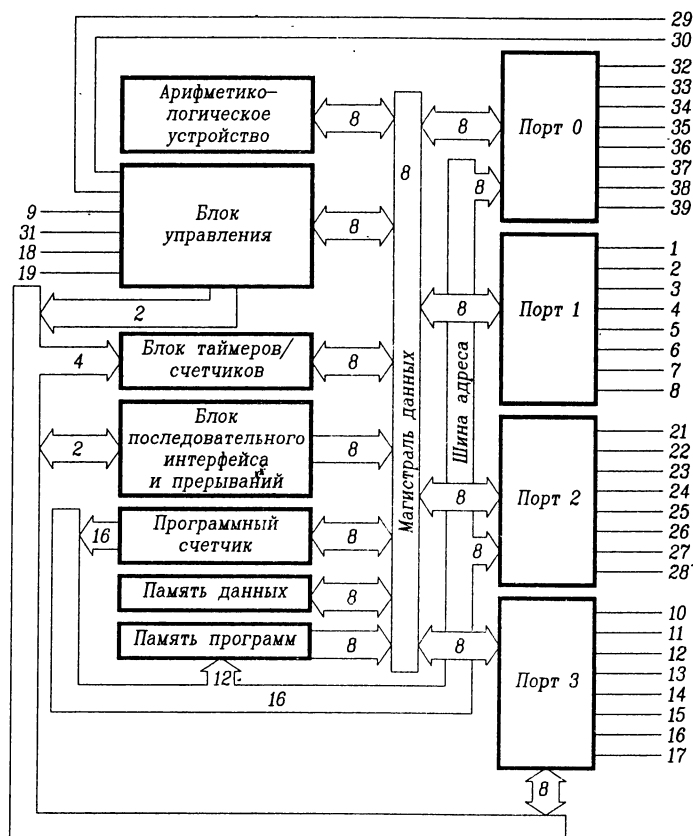 29
30
32
33
34
35
36
37
38
39
Порт 0
Арифметико-
логическое
устройство
8
8
8
8
9
31
18
19
Блок
управления
8
1
2
3
4
5
6
7
8
Порт 1
8
2
4
Блок таймеров/
счетчиков
8
Магистраль данных
Шина адреса
2
Блок
последовательного
интерфейса
и прерываний
8
21
22
23
24
25
26
27
28
Порт 2
8
8
16
Программный
счетчик
8
Память данных
8
Память программ
8
12
16
8
10
11
12
13
14
15
16
17
Порт 3
8